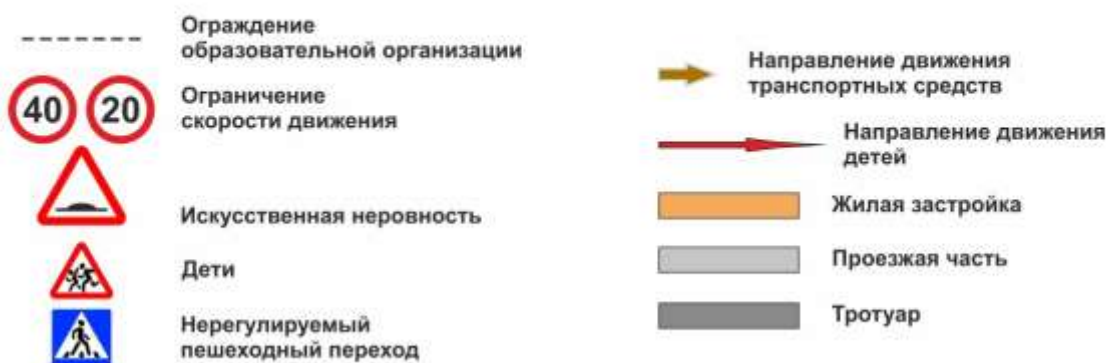 Ограждение
образовательной организации
40 20
Ограничение
скорости движения
Искусственная неровность
Дети
Нерегулируемый
пешеходный переход
Направление движения
транспортных средств
Направление движения
детей
Жилая застройка
Проезжая часть
Тротуар